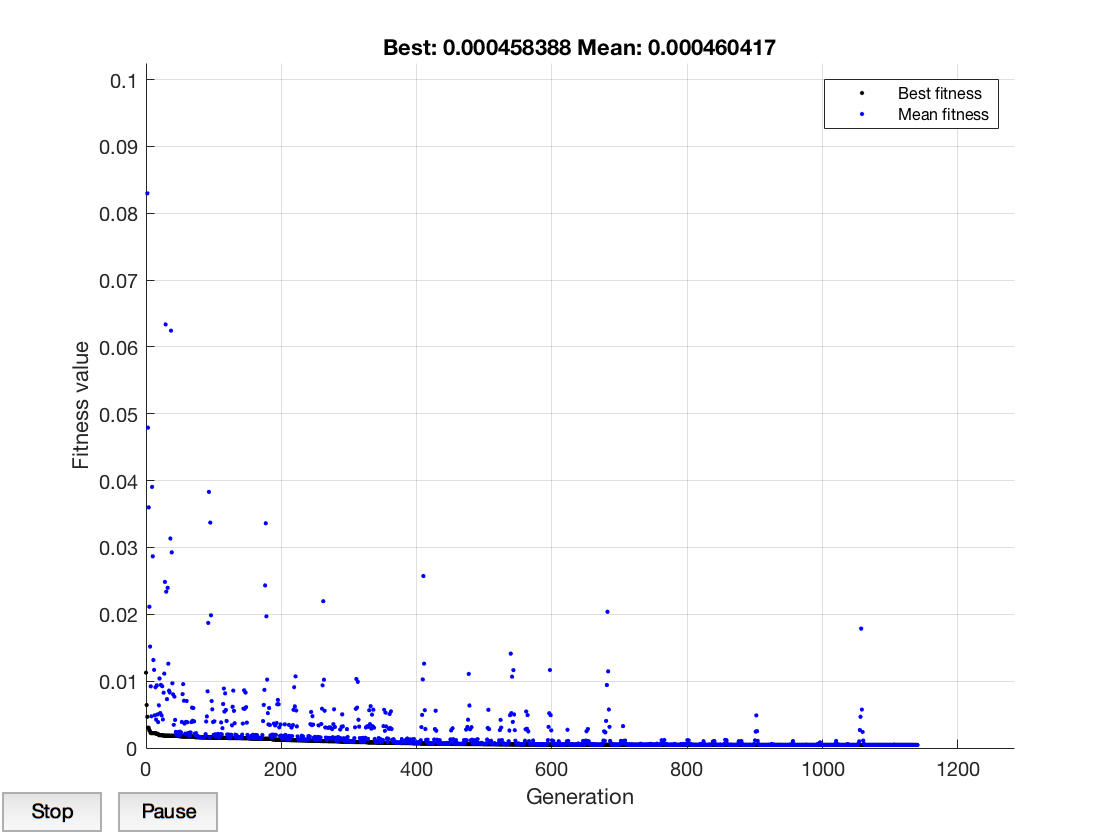 Best: 0.000458388 Mean: 0.000460417
0.1
0.09
0.08
0.07
0.06
0.05
0.04
0.03
0.02
0.01
0
Fitness value
Best fitness
Mean fitness
0 200 400 600 800 1000 1200
Generation
Stop Pause